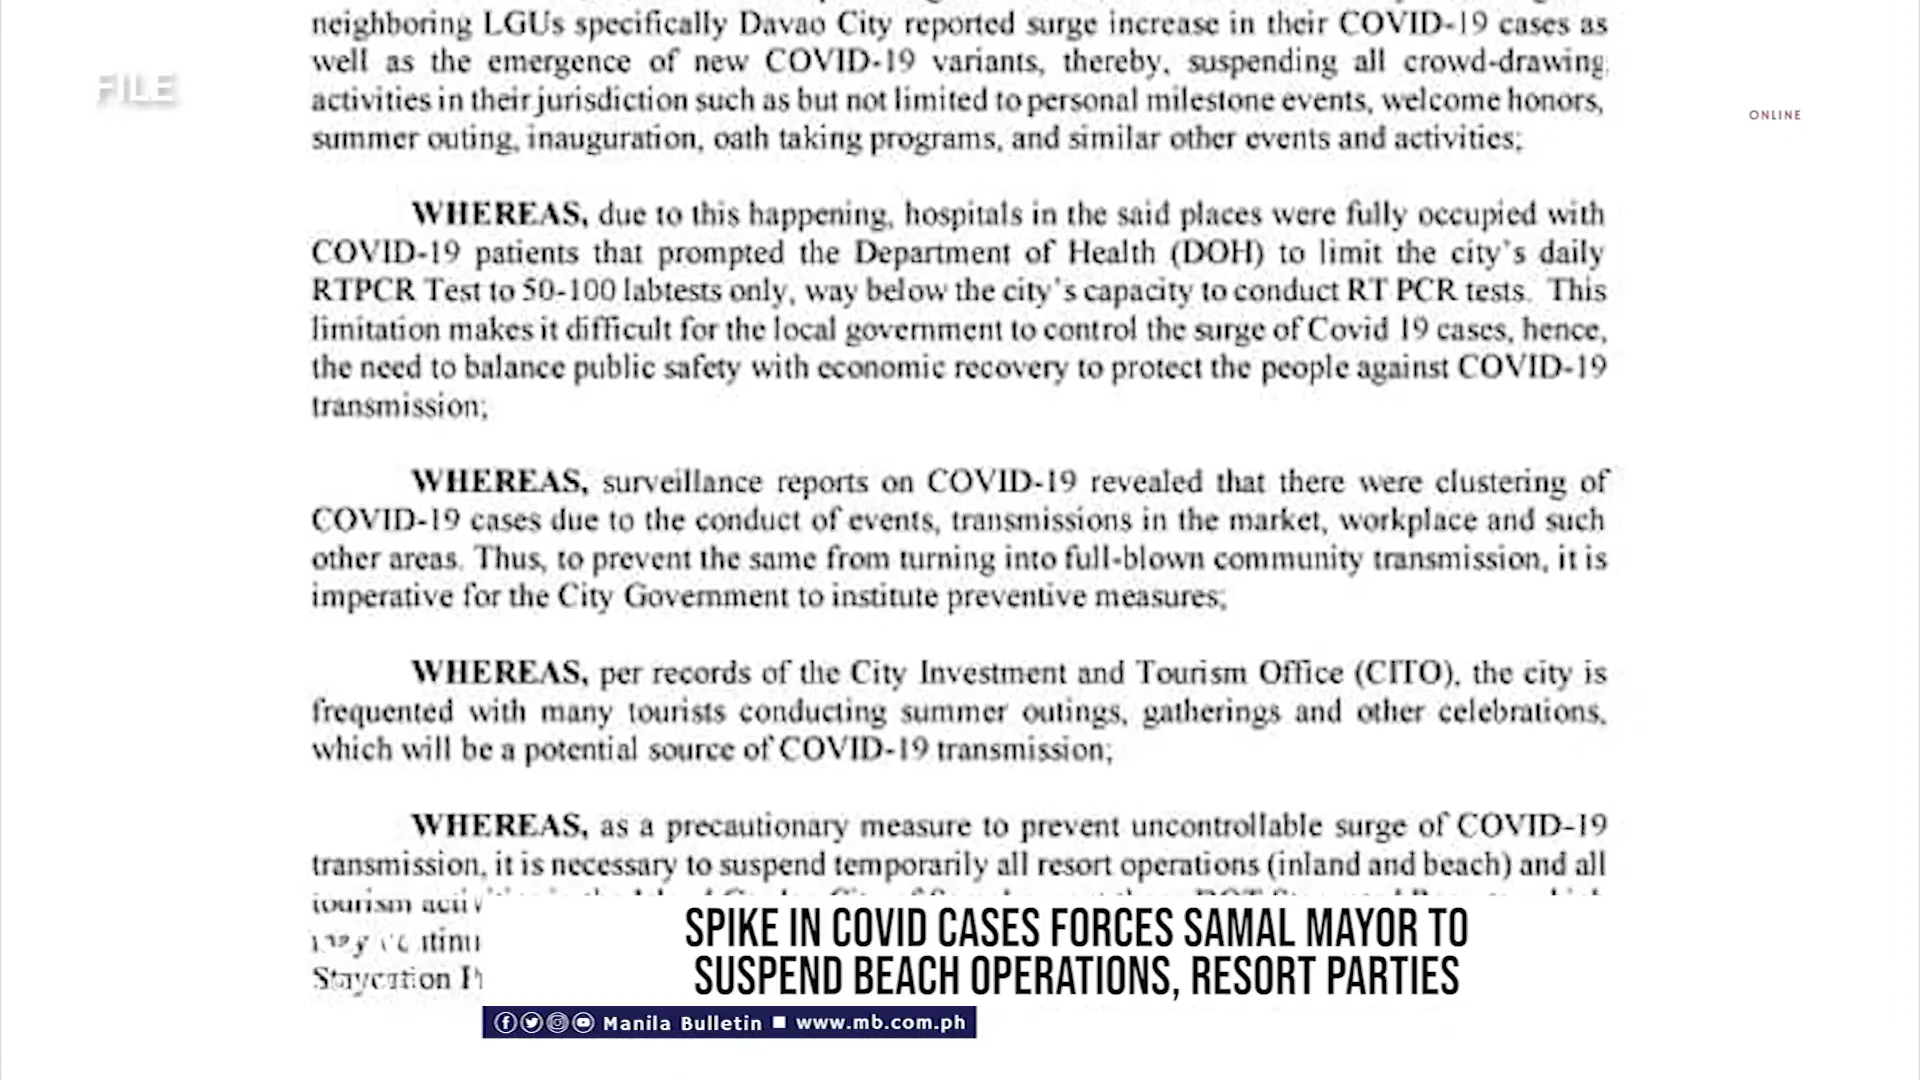 neighboring LGUs specifically Davao City reported surge increase in their COVID-19 cases as
well as the emergence of new COVID-19 variants, thereby, suspending all crowd-drawing
activities in their jurisdiction such as but not limited to personal milestone events, welcome honors,
summer outing, inauguration, oath taking programs, and similar other events and activities;
FILE
ONLINE
WHEREAS, due to this happening, hospitals in the said places were fully occupied with
COVID-19 patients that prompted the Department of Health (DOH) to limit the city's daily
RTPCR Test to 50-100 labtests only, way below the city's capacity to conduct RT PCR tests. This
limitation makes it difficult for the local government to control the surge of Covid 19 cases, hence,
the need to balance public safety with economic recovery to protect the people against COVID-19
transmission;
WHEREAS, surveillance reports on COVID-19 revealed that there were clustering of
COVID-19 cases due to the conduct of events, transmissions in the market, workplace and such
other areas. Thus, to prevent the same from turning into full-blown community transmission, it is
imperative for the City Government to institute preventive measures;
WHEREAS, per records of the City Investment and Tourism Office (CITO), the city is
frequented with many tourists conducting summer outings, gatherings and other celebrations,
which will be a potential source of COVID-19 transmission;
WHEREAS, as a precautionary measure to prevent uncontrollable surge of COVID-19
transmission, it is necessary to suspend temporarily all resort operations (inland and beach) and all
tourism
Staycation
SPIKE IN COVID CASES FORCES SAMAL MAYOR TO
SUSPEND BEACH OPERATIONS, RESORT PARTIES
Manila Bulletin ■ www.mb.com.ph